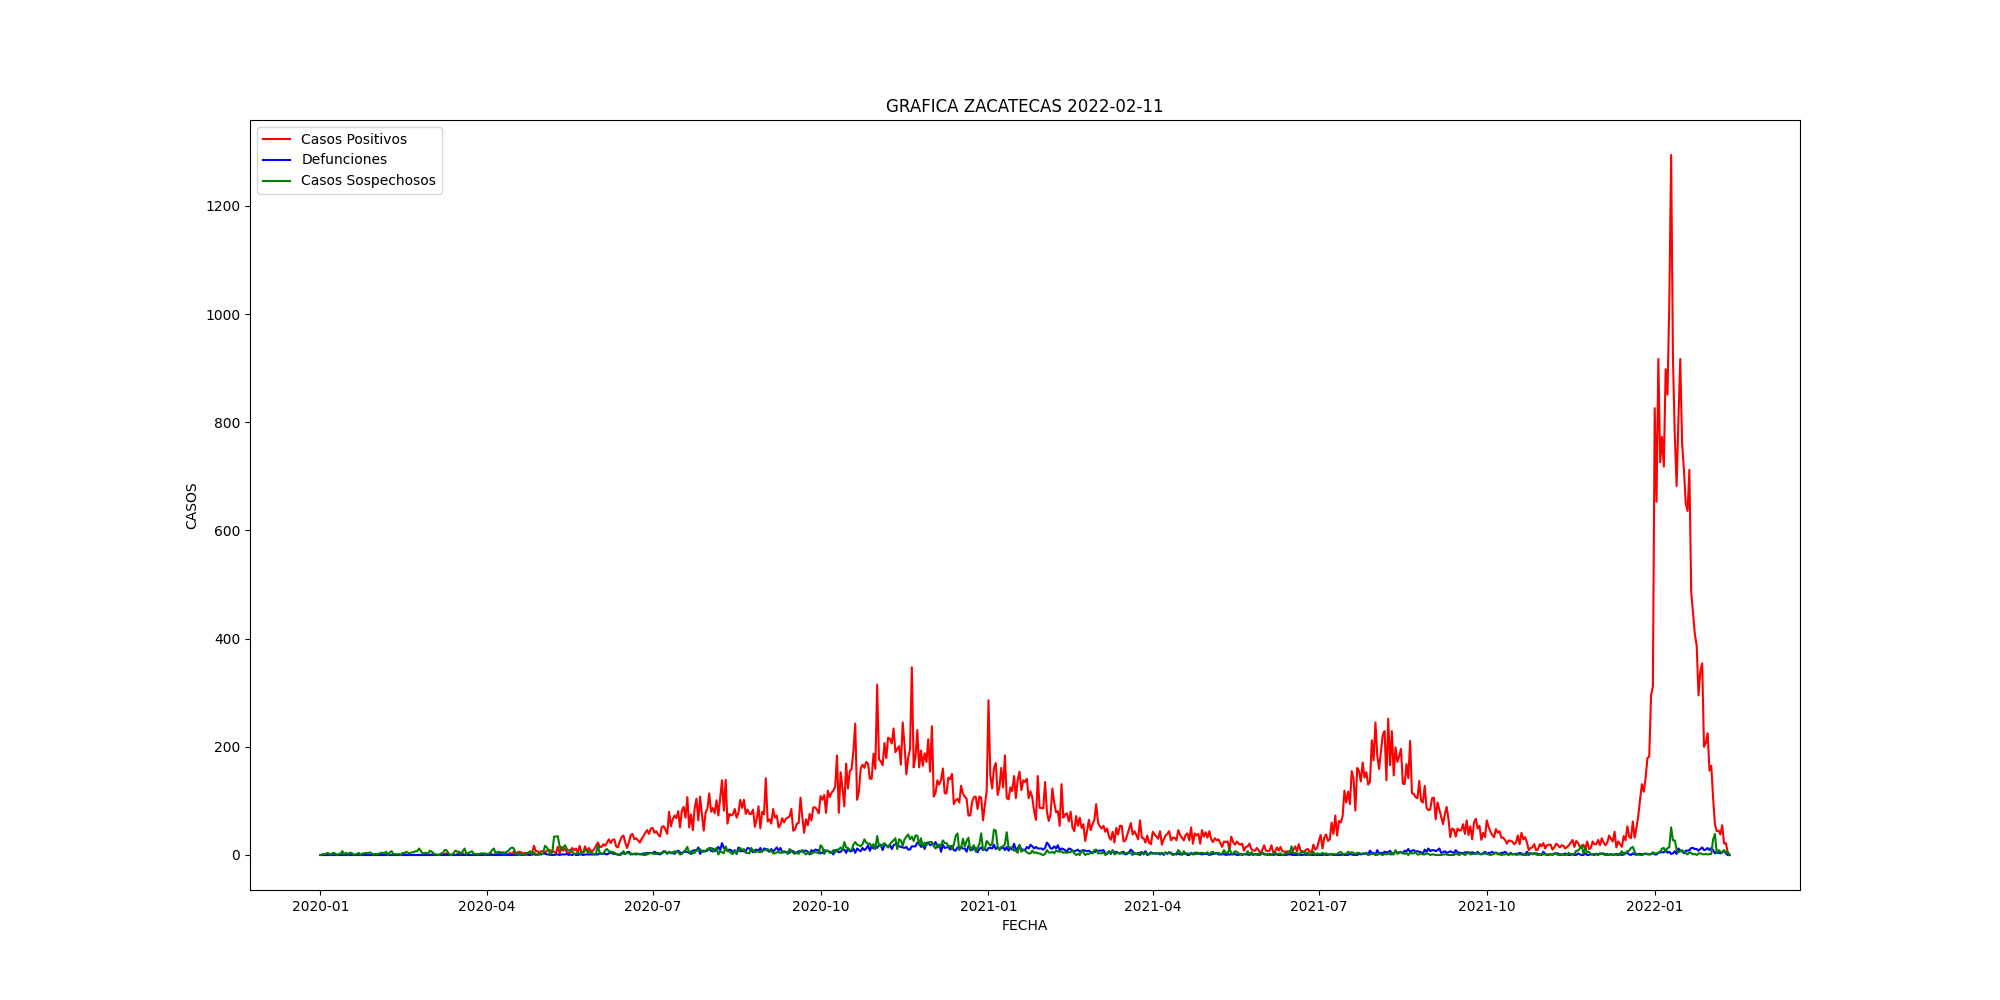 GRAFICA ZACATECAS 2022-02-11
Casos Positivos
Defunciones
Casos Sospechosos
1200
1000
800
600
400
200
0
CASOS
2020-01 2020-04 2020-07 2020-10 2021-01 2021-04 2021-07 2021-10 2022-01
FECHA